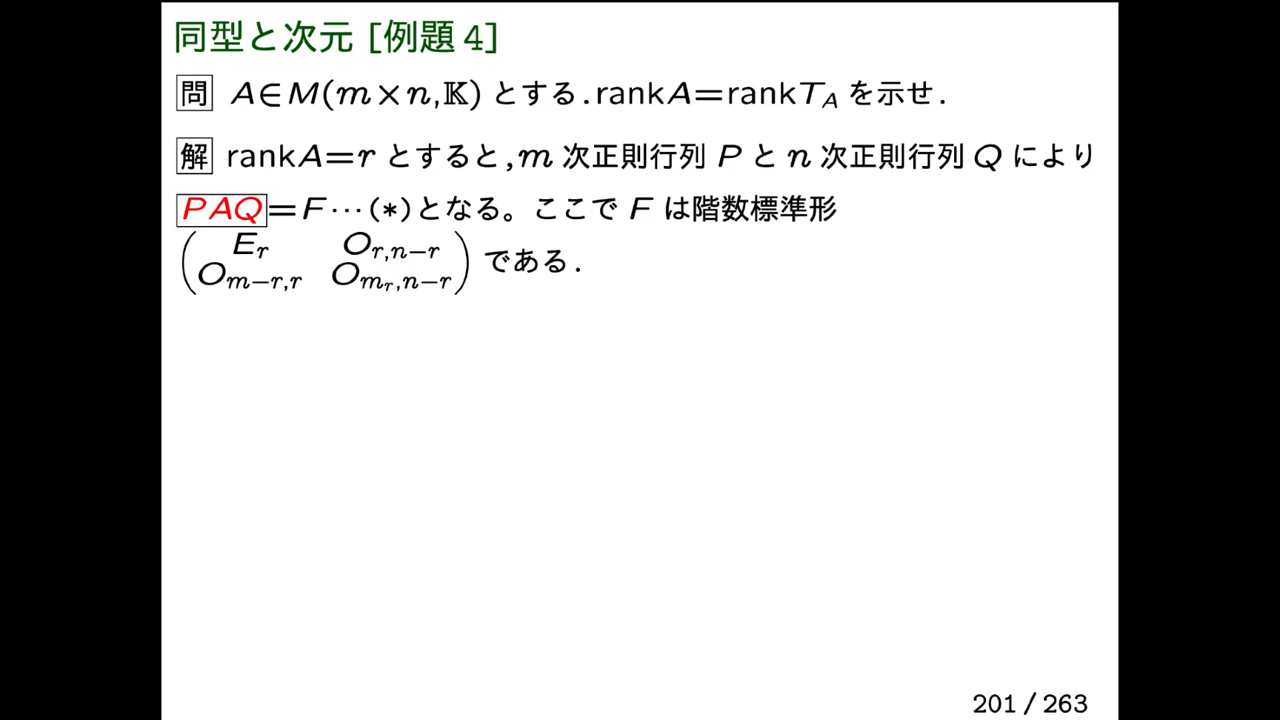 同型と次元 [例題 4]
問 A∈M(m×n,𝕂) とする.rankA=rankT_A を示せ.
解 rankA=r とすると,m 次正則行列 P と n 次正則行列 Q により
PAQ=F⋯(∗)となる。ここで F は階数標準形
(E_r O_{r,n−r}
O_{m−r,r} O_{m_r,n−r}) である.
201 / 263